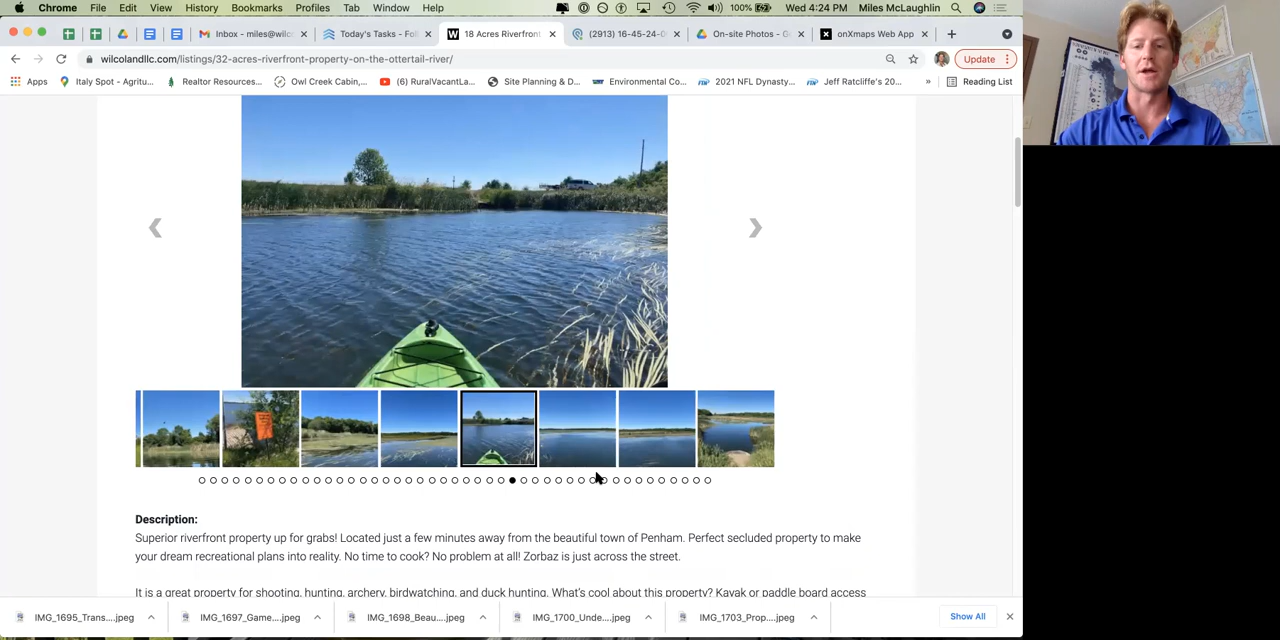 Chrome File Edit View History Bookmarks Profiles Tab Window Help 100% Wed 4:24 PM Miles McLaughlin
Inbox - miles@wilc Today's Tasks - Fol 18 Acres Riverfront (2913) 16-45-24-0 On-site Photos - G onXmaps Web App
wilcolandllc.com/listings/32-acres-riverfront-property-on-the-ottertail-river/ Update
Apps Italy Spot - Agritu... Realtor Resources... Owl Creek Cabin,... (6) RuralVacantLa... Site Planning & D... Environmental Co... 2021 NFL Dynasty... Jeff Ratcliffe's 20... » Reading List
Description:
Superior riverfront property up for grabs! Located just a few minutes away from the beautiful town of Penham. Perfect secluded property to make
your dream recreational plans into reality. No time to cook? No problem at all! Zorbaz is just across the street.
It is a great property for shooting, hunting, archery, birdwatching, and duck hunting. What's cool about this property? Kayak or paddle board access
IMG_1695_Trans....jpeg IMG_1697_Game....jpeg IMG_1698_Beau....jpeg IMG_1700_Unde....jpeg IMG_1703_Prop....jpeg Show All